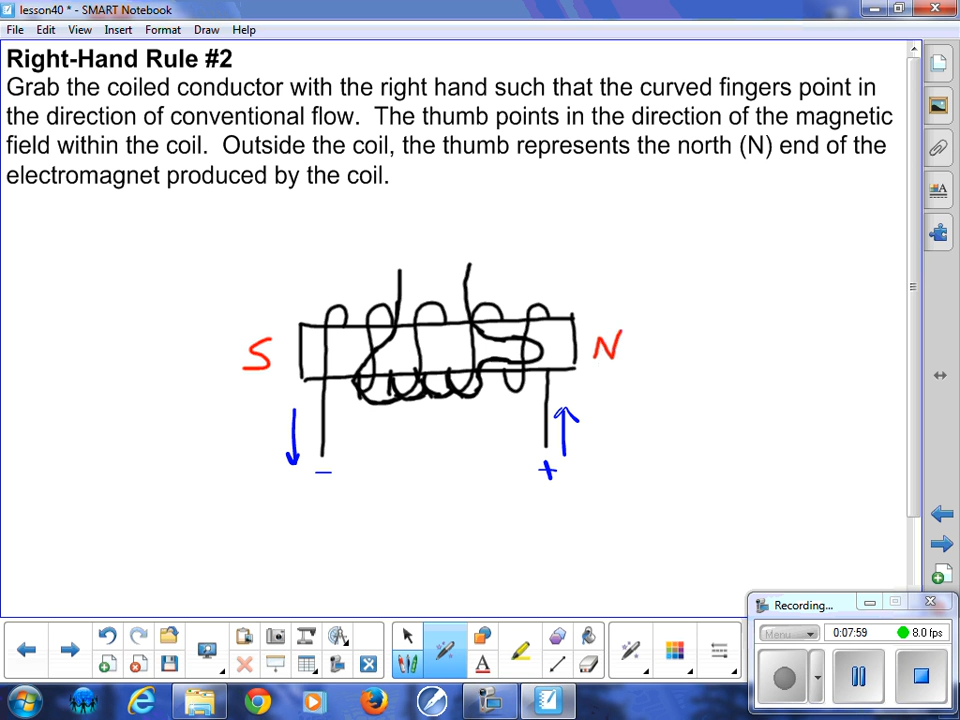 lesson40 * - SMART Notebook
File Edit View Insert Format Draw Help
Right-Hand Rule #2
Grab the coiled conductor with the right hand such that the curved fingers point in
the direction of conventional flow. The thumb points in the direction of the magnetic
field within the coil. Outside the coil, the thumb represents the north (N) end of the
electromagnet produced by the coil.
S N
– +
Recording...
Menu 0:07:59 8.0 fps